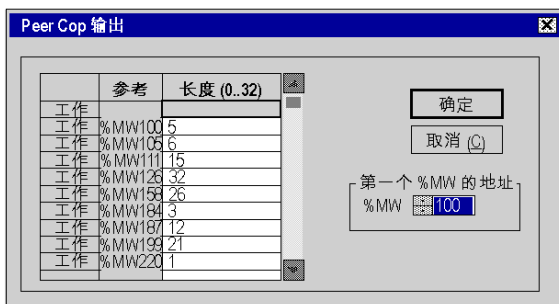 Peer Cop 输出
参考 长度 (0..32)
工作
工作 %MW100 5
工作 %MW105 6
工作 %MW111 15
工作 %MW126 32
工作 %MW158 26
工作 %MW184 3
工作 %MW187 12
工作 %MW199 21
工作 %MW220 1
确定
取消 (C)
第一个 %MW 的地址
%MW 100